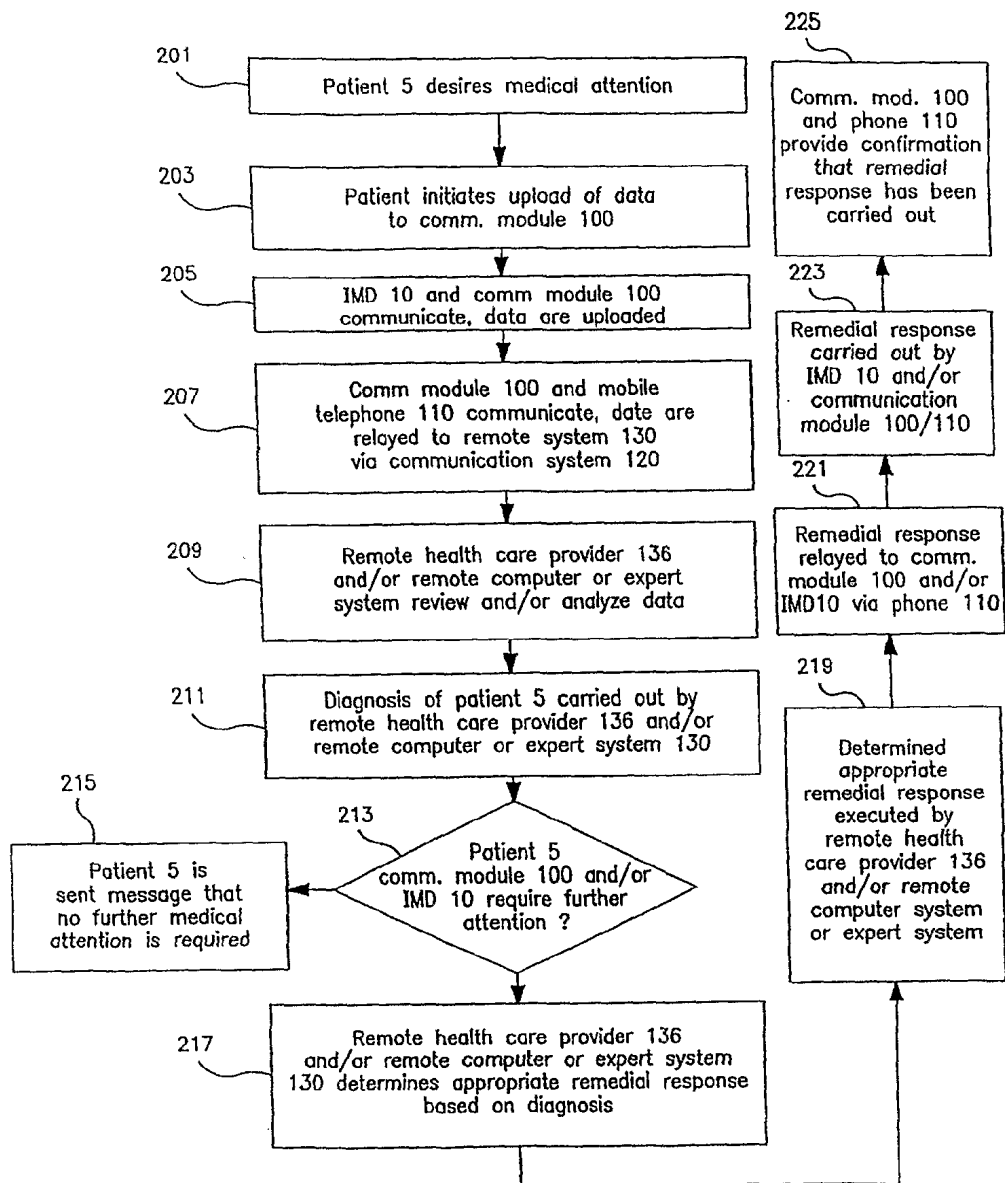 201
Patient 5 desires medical attention
203
Patient initiates upload of data
to comm. module 100
205
IMD 10 and comm module 100
communicate, data are uploaded
207
Comm module 100 and mobile
telephone 110 communicate, date are
relayed to remote system 130
via communication system 120
209
Remote health care provider 136
and/or remote computer or expert
system review and/or analyze data
211
Diagnosis of patient 5 carried out by
remote health care provider 136 and/or
remote computer or expert system 130
213
Patient 5
comm. module 100 and/or
IMD 10 require further
attention ?
215
Patient 5 is
sent message that
no further medical
attention is required
217
Remote health care provider 136
and/or remote computer or expert system
130 determines appropriate remedial response
based on diagnosis
219
Determined
appropriate
remedial response
executed by
remote health
care provider 136
and/or remote
computer system
or expert system
221
Remedial response
relayed to comm.
module 100 and/or
IMD10 via phone 110
223
Remedial response
carried out by
IMD 10 and/or
communication
module 100/110
225
Comm. mod. 100
and phone 110
provide confirmation
that remedial
response has been
carried out